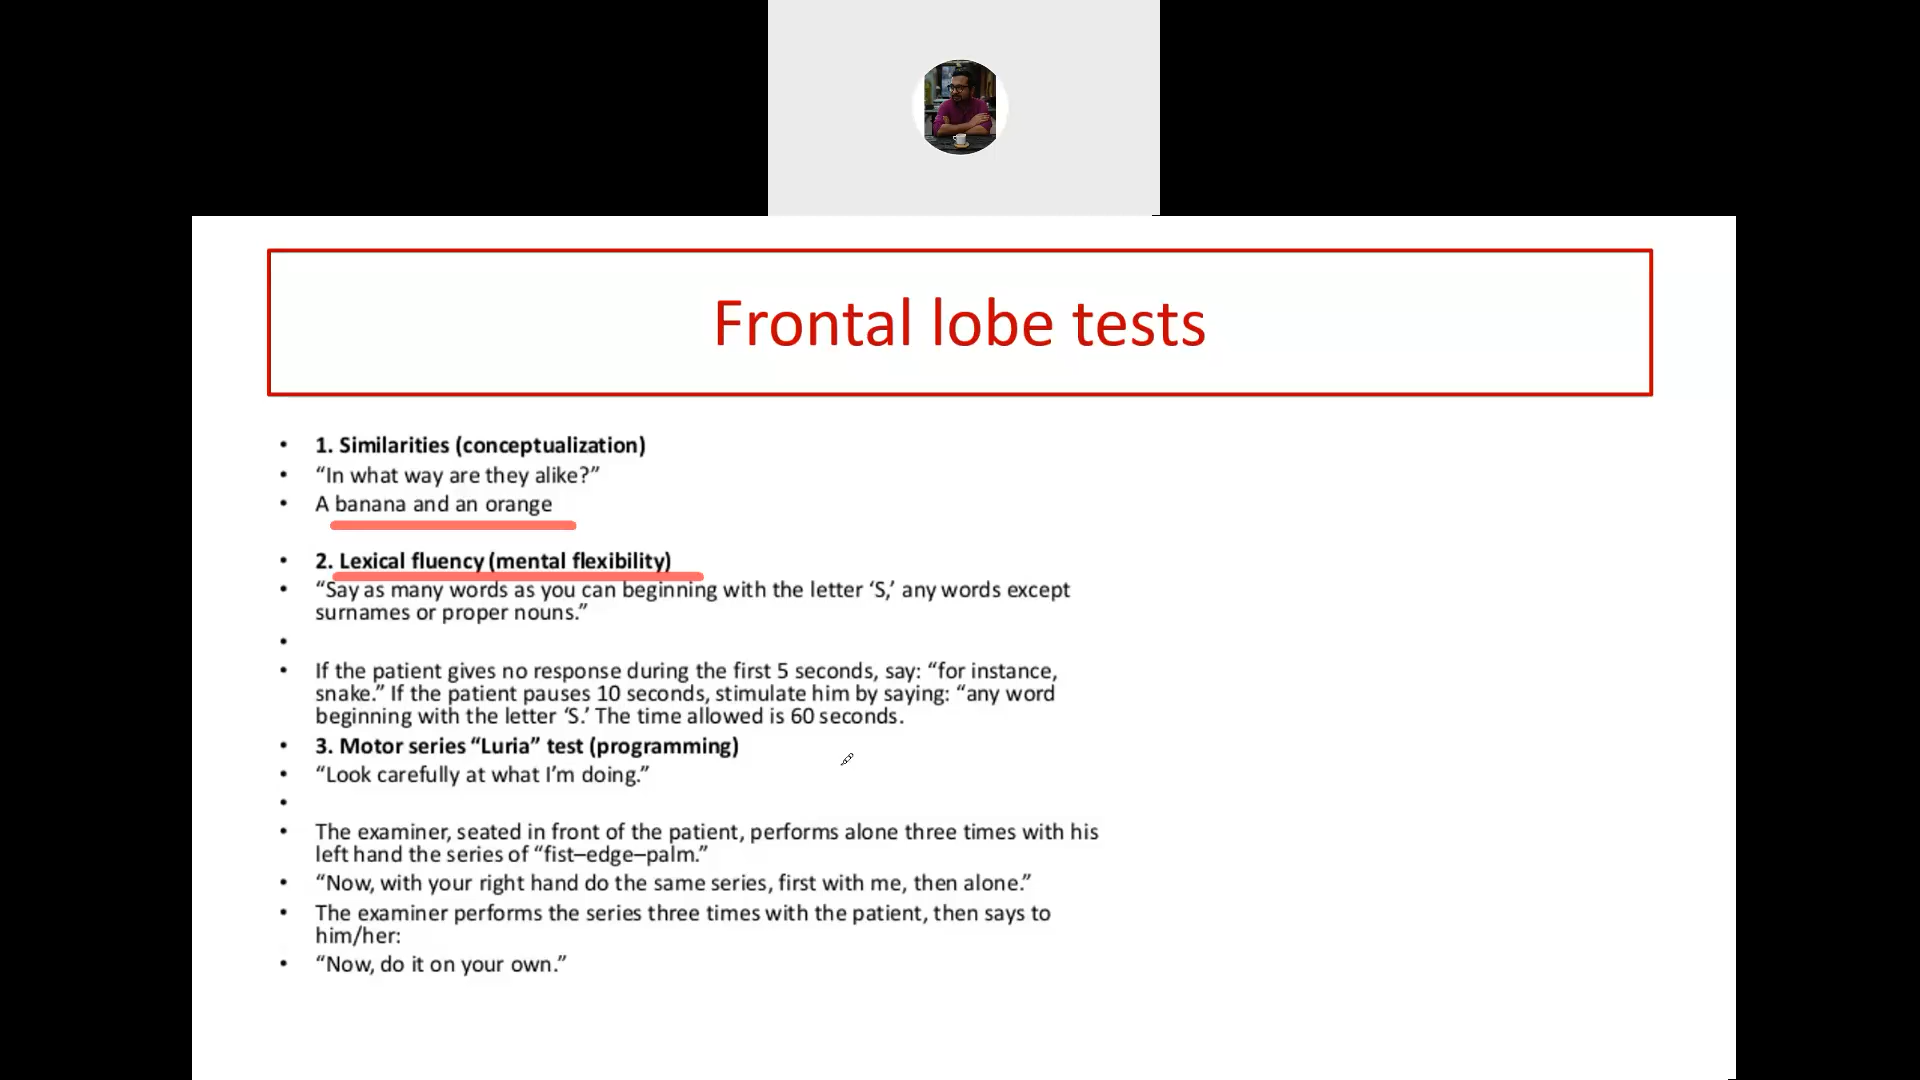 Frontal lobe tests
• 1. Similarities (conceptualization)
• “In what way are they alike?”
• A banana and an orange
• 2. Lexical fluency (mental flexibility)
• “Say as many words as you can beginning with the letter ‘S,’ any words except
surnames or proper nouns.”
•
• If the patient gives no response during the first 5 seconds, say: “for instance,
snake.” If the patient pauses 10 seconds, stimulate him by saying: “any word
beginning with the letter ‘S.’ The time allowed is 60 seconds.
• 3. Motor series “Luria” test (programming)
• “Look carefully at what I’m doing.”
•
• The examiner, seated in front of the patient, performs alone three times with his
left hand the series of “fist–edge–palm.”
• “Now, with your right hand do the same series, first with me, then alone.”
• The examiner performs the series three times with the patient, then says to
him/her:
• “Now, do it on your own.”